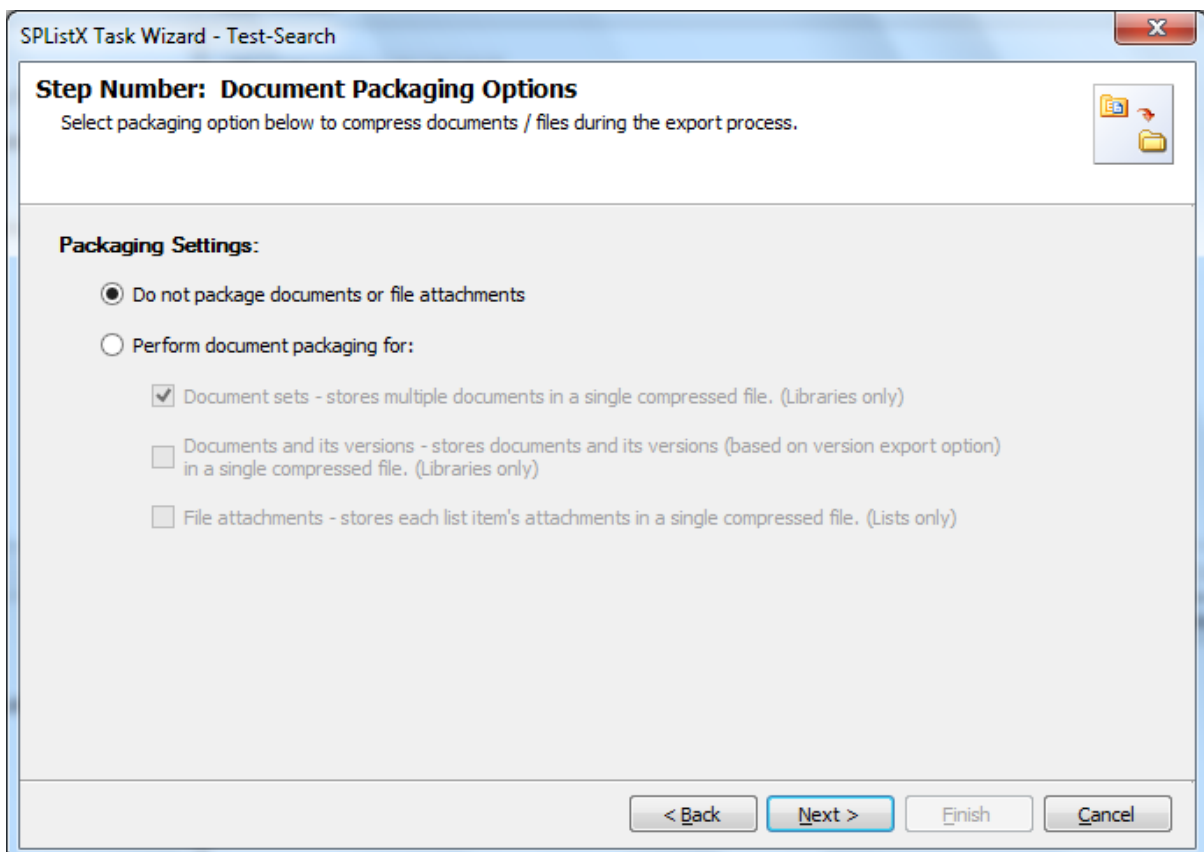 SPListX Task Wizard - Test-Search
X
Step Number:  Document Packaging Options
Select packaging option below to compress documents / files during the export process.
Packaging Settings:
Do not package documents or file attachments
Perform document packaging for:
Document sets - stores multiple documents in a single compressed file. (Libraries only)
Documents and its versions - stores documents and its versions (based on version export option)
in a single compressed file. (Libraries only)
File attachments - stores each list item's attachments in a single compressed file. (Lists only)
< Back Next > Finish Cancel